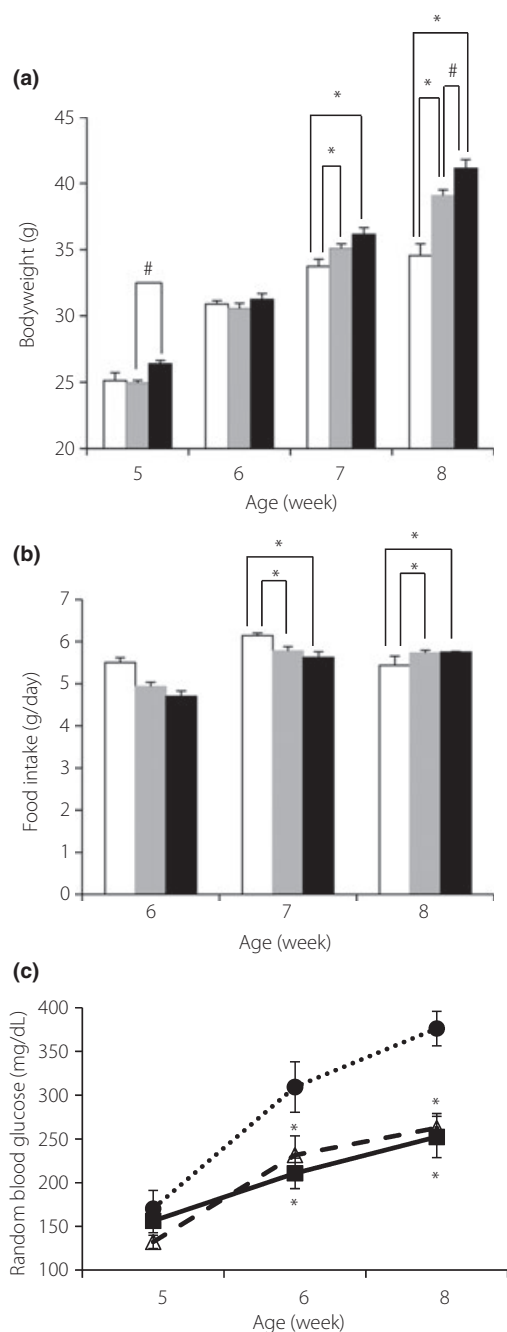 (a)
Bodyweight (g)
45
40
35
30
25
20
#
*
*
*
*
#
5 6 7 8
Age (week)
(b)
Food intake (g/day)
7
6
5
4
3
2
1
0
*
*
*
*
6 7 8
Age (week)
(c)
Random blood glucose (mg/dL)
400
350
300
250
200
150
100
*
*
*
*
5 6 8
Age (week)